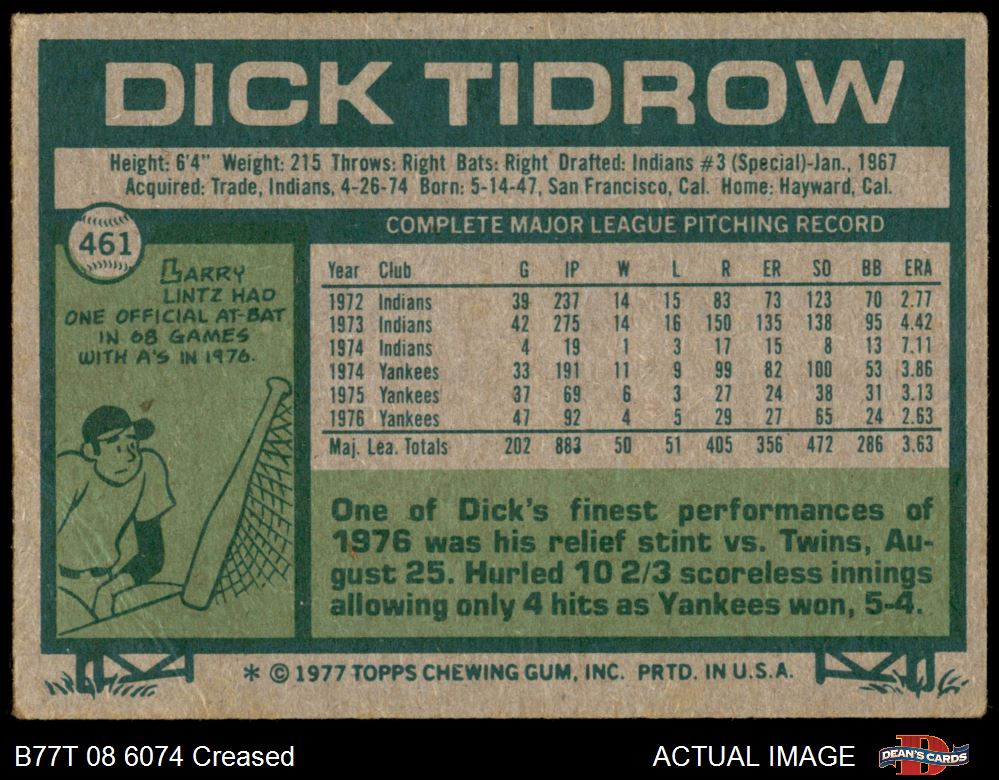 DICK TIDROW
Height: 6'4" Weight: 215 Throws: Right Bats: Right Drafted: Indians #3 (Special)-Jan., 1967
Acquired: Trade, Indians, 4-26-74 Born: 5-14-47, San Francisco, Cal. Home: Hayward, Cal.
461
LARRY
LINTZ HAD
ONE OFFICIAL AT-BAT
IN 68 GAMES
WITH A'S IN 1976.
COMPLETE MAJOR LEAGUE PITCHING RECORD
Year Club G IP W L R ER SO BB ERA
1972 Indians 39 237 14 15 83 73 123 70 2.77
1973 Indians 42 275 14 16 150 135 138 95 4.42
1974 Indians 4 19 1 3 17 15 8 13 7.11
1974 Yankees 33 191 11 9 99 82 100 53 3.86
1975 Yankees 37 69 6 3 27 24 38 31 3.13
1976 Yankees 47 92 4 5 29 27 65 24 2.63
Maj. Lea. Totals 202 883 50 51 405 356 472 286 3.63
One of Dick's finest performances of
1976 was his relief stint vs. Twins, Au-
gust 25. Hurled 10 2/3 scoreless innings
allowing only 4 hits as Yankees won, 5-4.
* © 1977 TOPPS CHEWING GUM, INC. PRTD. IN U.S.A.
B77T 08 6074 Creased
ACTUAL IMAGE
DEAN'S CARDS